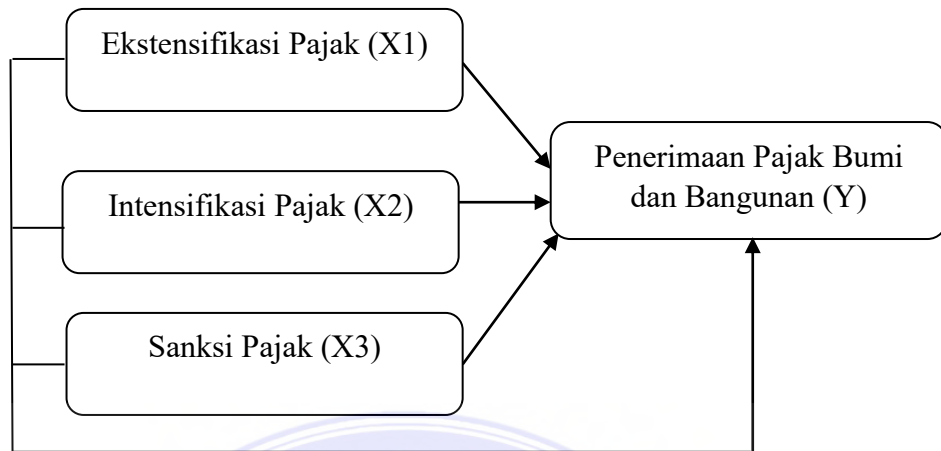 Ekstensifikasi Pajak (X1)
Intensifikasi Pajak (X2)
Sanksi Pajak (X3)
Penerimaan Pajak Bumi
dan Bangunan (Y)